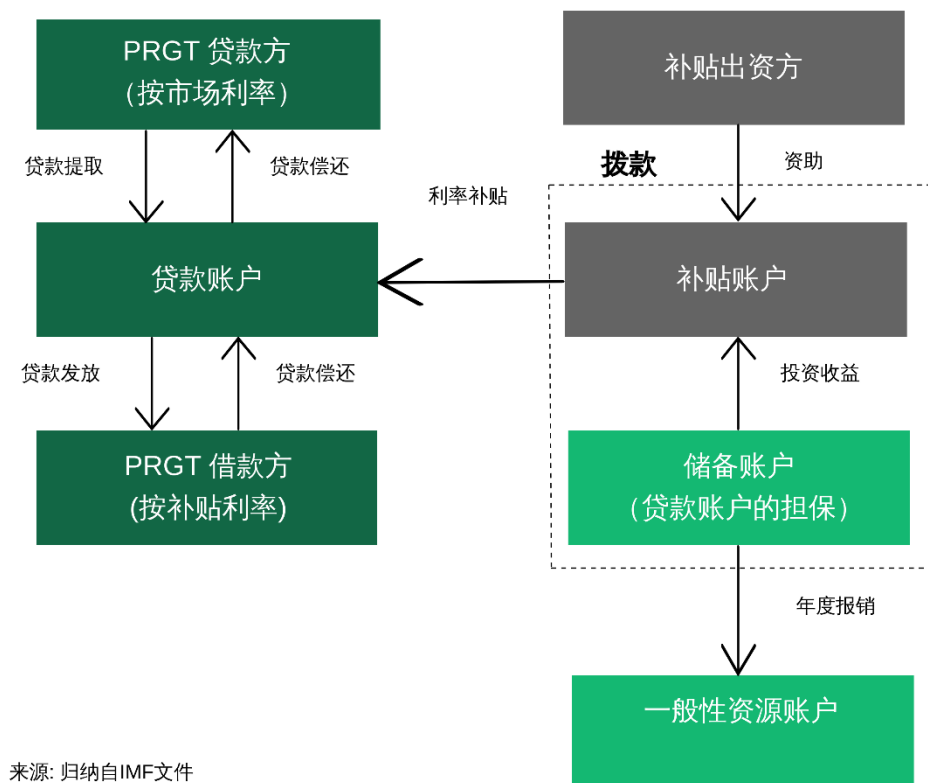 PRGT 贷款方
（按市场利率）
补贴出资方
贷款提取
贷款偿还
拨款
资助
利率补贴
贷款账户
补贴账户
贷款发放
贷款偿还
投资收益
PRGT 借款方
(按补贴利率)
储备账户
（贷款账户的担保）
年度报销
一般性资源账户
来源: 归纳自IMF文件